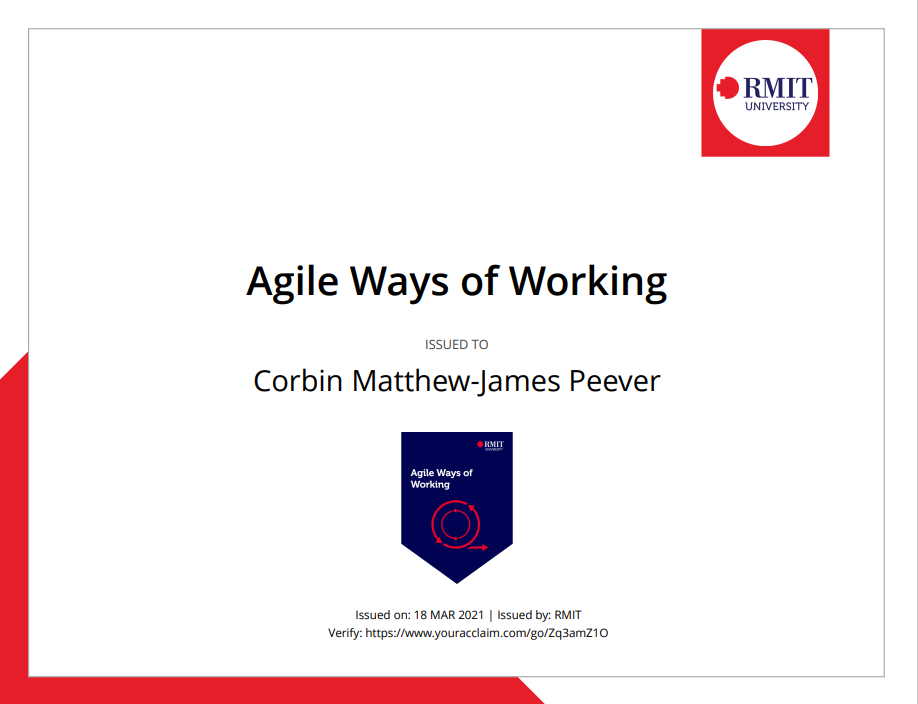 RMIT
UNIVERSITY
Agile Ways of Working
ISSUED TO
Corbin Matthew-James Peever
RMIT
UNIVERSITY
Agile Ways of
Working
Issued on: 18 MAR 2021 | Issued by: RMIT
Verify: https://www.youracclaim.com/go/Zq3amZ1O